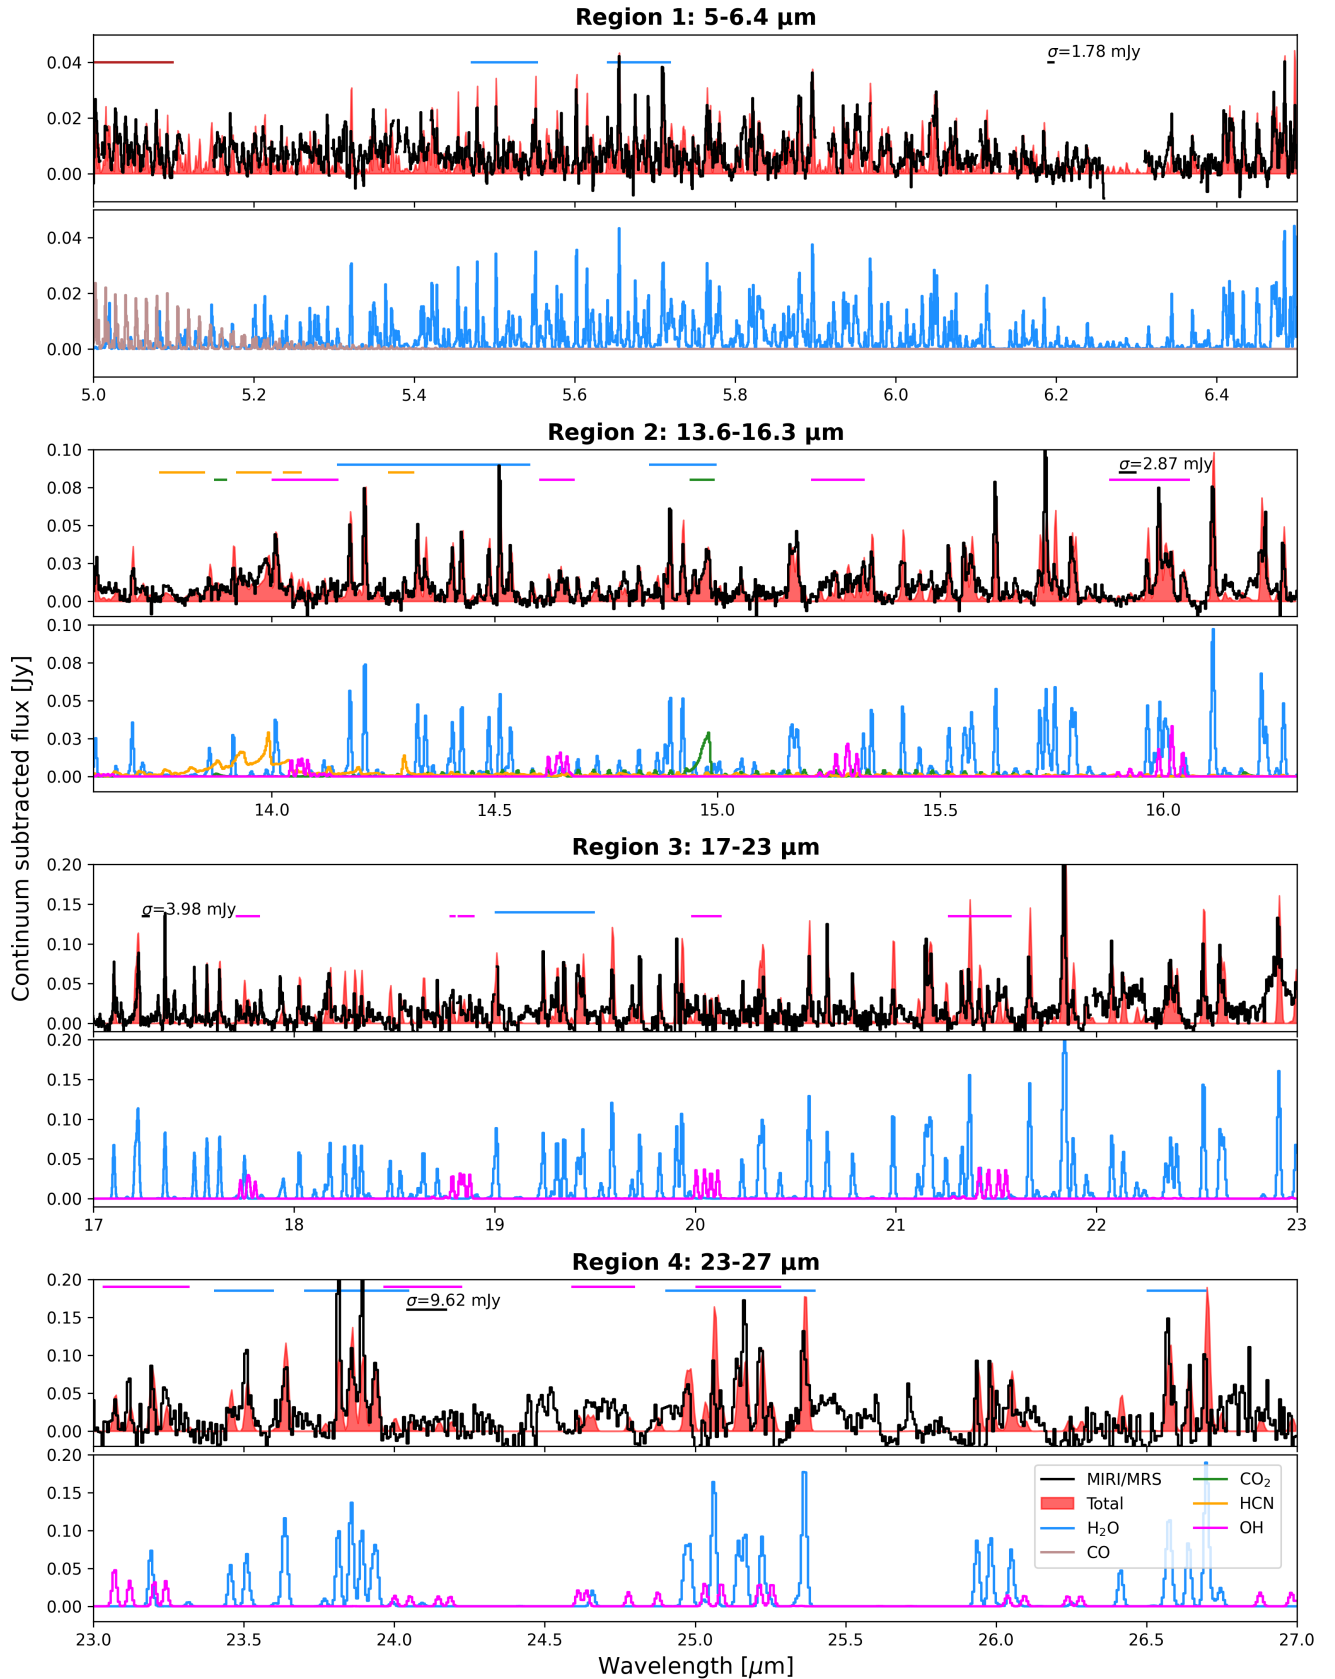 Region 1: 5-6.4 μm
0.04
0.02
0.00
σ=1.78 mJy
0.04
0.02
0.00
5.0 5.2 5.4 5.6 5.8 6.0 6.2 6.4
Region 2: 13.6-16.3 μm
0.10
0.08
0.05
0.03
0.00
σ=2.87 mJy
0.10
0.08
0.05
0.03
0.00
14.0 14.5 15.0 15.5 16.0
Continuum subtracted flux [Jy]
Region 3: 17-23 μm
0.20
0.15
0.10
0.05
0.00
σ=3.98 mJy
0.20
0.15
0.10
0.05
0.00
17 18 19 20 21 22 23
Region 4: 23-27 μm
0.20
0.15
0.10
0.05
0.00
σ=9.62 mJy
0.20
0.15
0.10
0.05
0.00
MIRI/MRS
Total
H₂O
CO
CO₂
HCN
OH
23.0 23.5 24.0 24.5 25.0 25.5 26.0 26.5 27.0
Wavelength [μm]